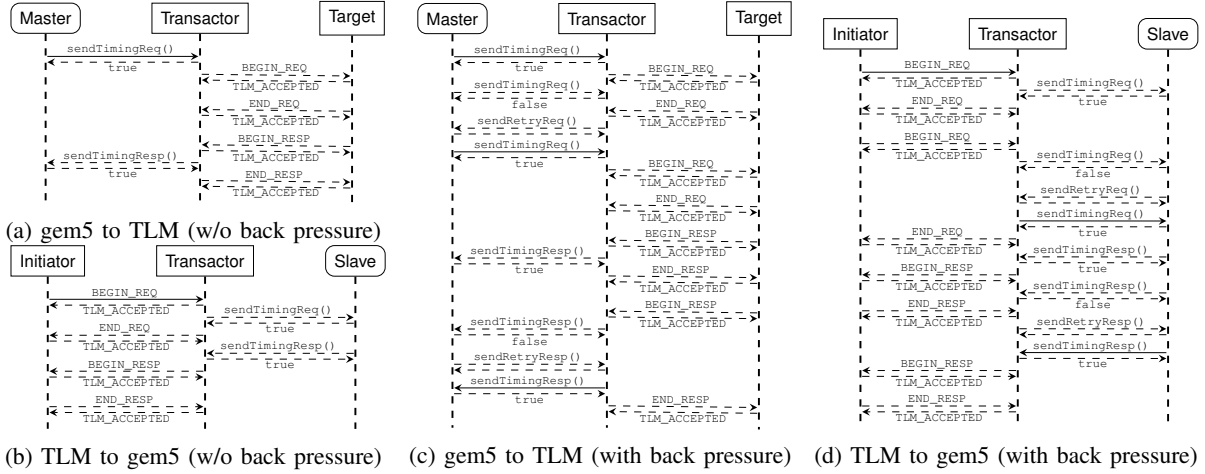 Master Transactor Target
sendTimingReq()
true
BEGIN_REQ
TLM_ACCEPTED
END_REQ
TLM_ACCEPTED
BEGIN_RESP
TLM_ACCEPTED
sendTimingResp()
true
END_RESP
TLM_ACCEPTED
(a) gem5 to TLM (w/o back pressure)
Initiator Transactor Slave
BEGIN_REQ
TLM_ACCEPTED
sendTimingReq()
true
END_REQ
TLM_ACCEPTED
sendTimingResp()
true
BEGIN_RESP
TLM_ACCEPTED
END_RESP
TLM_ACCEPTED
(b) TLM to gem5 (w/o back pressure)
Master Transactor Target
sendTimingReq()
true
BEGIN_REQ
TLM_ACCEPTED
sendTimingReq()
false
END_REQ
TLM_ACCEPTED
sendRetryReq()
sendTimingReq()
true
BEGIN_REQ
TLM_ACCEPTED
END_REQ
TLM_ACCEPTED
BEGIN_RESP
TLM_ACCEPTED
sendTimingResp()
true
END_RESP
TLM_ACCEPTED
BEGIN_RESP
TLM_ACCEPTED
sendTimingResp()
false
sendRetryResp()
sendTimingResp()
true
END_RESP
TLM_ACCEPTED
(c) gem5 to TLM (with back pressure)
Initiator Transactor Slave
BEGIN_REQ
TLM_ACCEPTED
sendTimingReq()
true
END_REQ
TLM_ACCEPTED
BEGIN_REQ
TLM_ACCEPTED
sendTimingReq()
false
sendRetryReq()
sendTimingReq()
true
END_REQ
TLM_ACCEPTED
sendTimingResp()
true
BEGIN_RESP
TLM_ACCEPTED
sendTimingResp()
false
END_RESP
TLM_ACCEPTED
sendRetryResp()
sendTimingResp()
true
BEGIN_RESP
TLM_ACCEPTED
END_RESP
TLM_ACCEPTED
(d) TLM to gem5 (with back pressure)